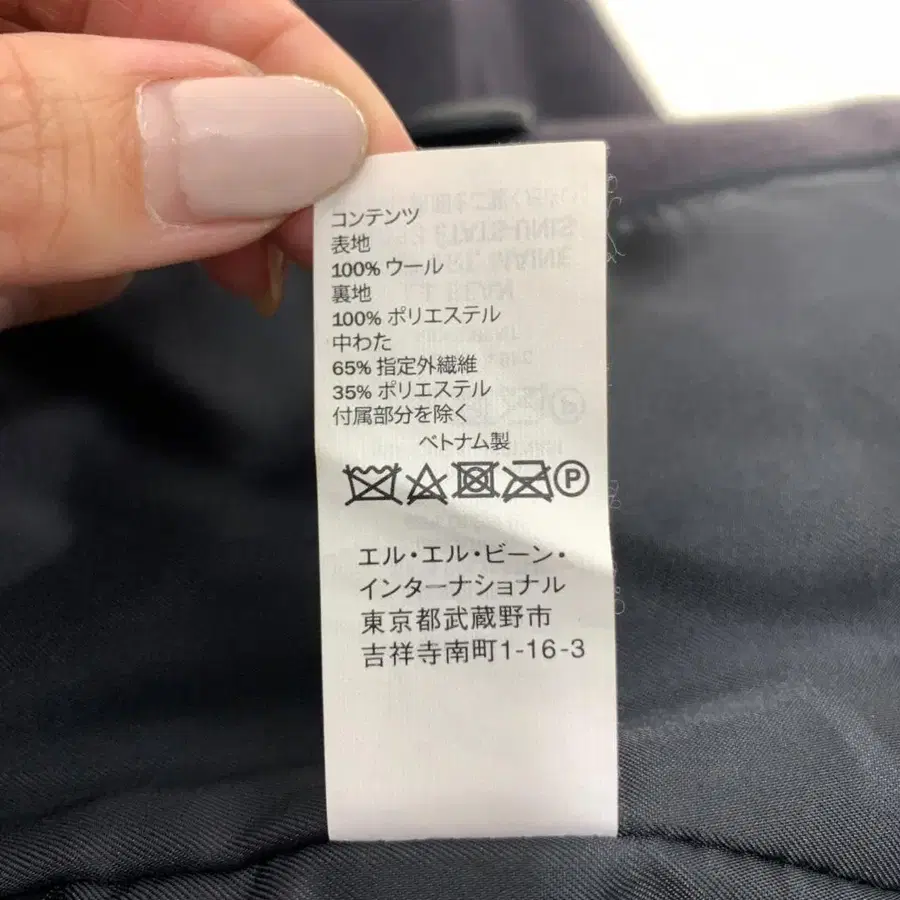 コンテンツ
表地
100% ウール
裏地
100% ポリエステル
中わた
65% 指定外繊維
35% ポリエステル
付属部分を除く
ベトナム製
P
エル・エル・ビーン・
インターナショナル
東京都武蔵野市
吉祥寺南町1-16-3